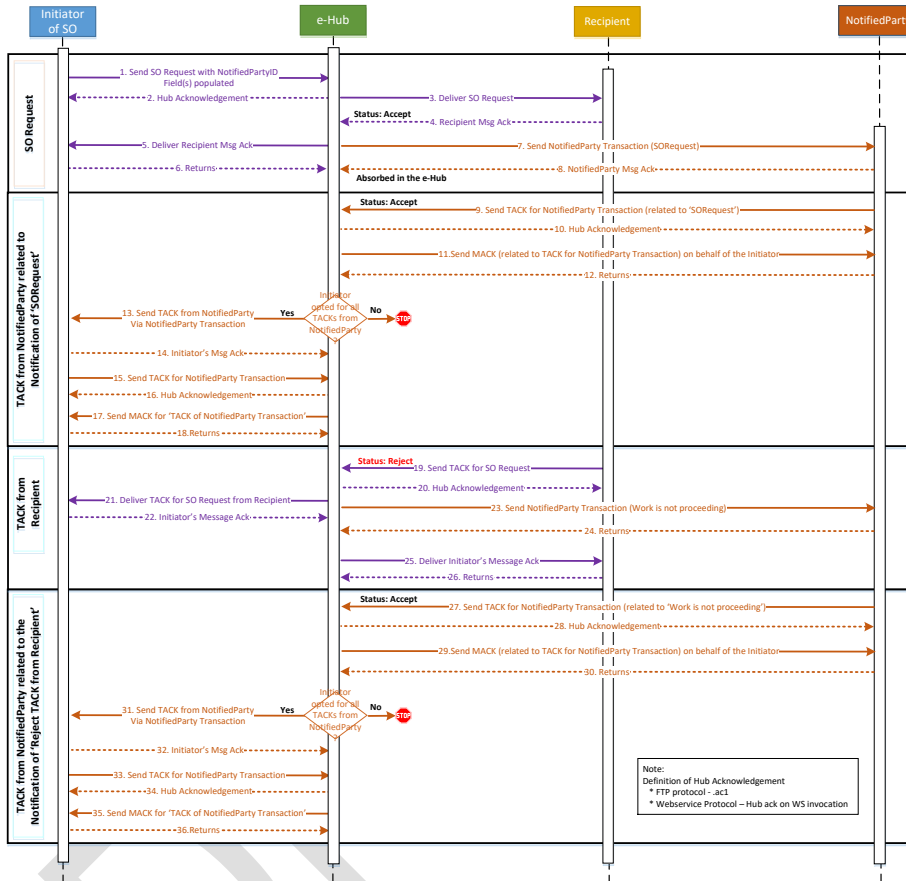 Initiator
of SO
e-Hub
Recipient
NotifiedParty
SO Request
1. Send SO Request with NotifiedPartyID
Field(s) populated
2. Hub Acknowledgement
3. Deliver SO Request
Status: Accept
4. Recipient Msg Ack
5. Deliver Recipient Msg Ack
7. Send NotifiedParty Transaction (SORequest)
6. Returns
8. NotifiedParty Msg Ack
Absorbed in the e-Hub
TACK from NotifiedParty related to
Notification of ‘SORequest’
Status: Accept
9. Send TACK for NotifiedParty Transaction (related to ‘SORequest’)
10. Hub Acknowledgement
11.Send MACK (related to TACK for NotifiedParty Transaction) on behalf of the Initiator
12. Returns
Initiator
opted for all
TACKs from
NotifiedParty
?
Yes
No
STOP
13. Send TACK from NotifiedParty
Via NotifiedParty Transaction
14. Initiator’s Msg Ack
15. Send TACK for NotifiedParty Transaction
16. Hub Acknowledgement
17. Send MACK for ‘TACK of NotifiedParty Transaction’
18.Returns
TACK from
Recipient
Status: Reject
19. Send TACK for SO Request
20. Hub Acknowledgement
21. Deliver TACK for SO Request from Recipient
23. Send NotifiedParty Transaction (Work is not proceeding)
22. Initiator’s Message Ack
24. Returns
25. Deliver Initiator’s Message Ack
26. Returns
TACK from NotifiedParty related to the
Notification of ‘Reject TACK from Recipient’
Status: Accept
27. Send TACK for NotifiedParty Transaction (related to ‘Work is not proceeding’)
28. Hub Acknowledgement
29.Send MACK (related to TACK for NotifiedParty Transaction) on behalf of the Initiator
30. Returns
Initiator
opted for all
TACKs from
NotifiedParty
?
Yes
No
STOP
31. Send TACK from NotifiedParty
Via NotifiedParty Transaction
32. Initiator’s Msg Ack
33. Send TACK for NotifiedParty Transaction
34. Hub Acknowledgement
35. Send MACK for ‘TACK of NotifiedParty Transaction’
36.Returns
Note:
Definition of Hub Acknowledgement
* FTP protocol - .ac1
* Webservice Protocol – Hub ack on WS invocation